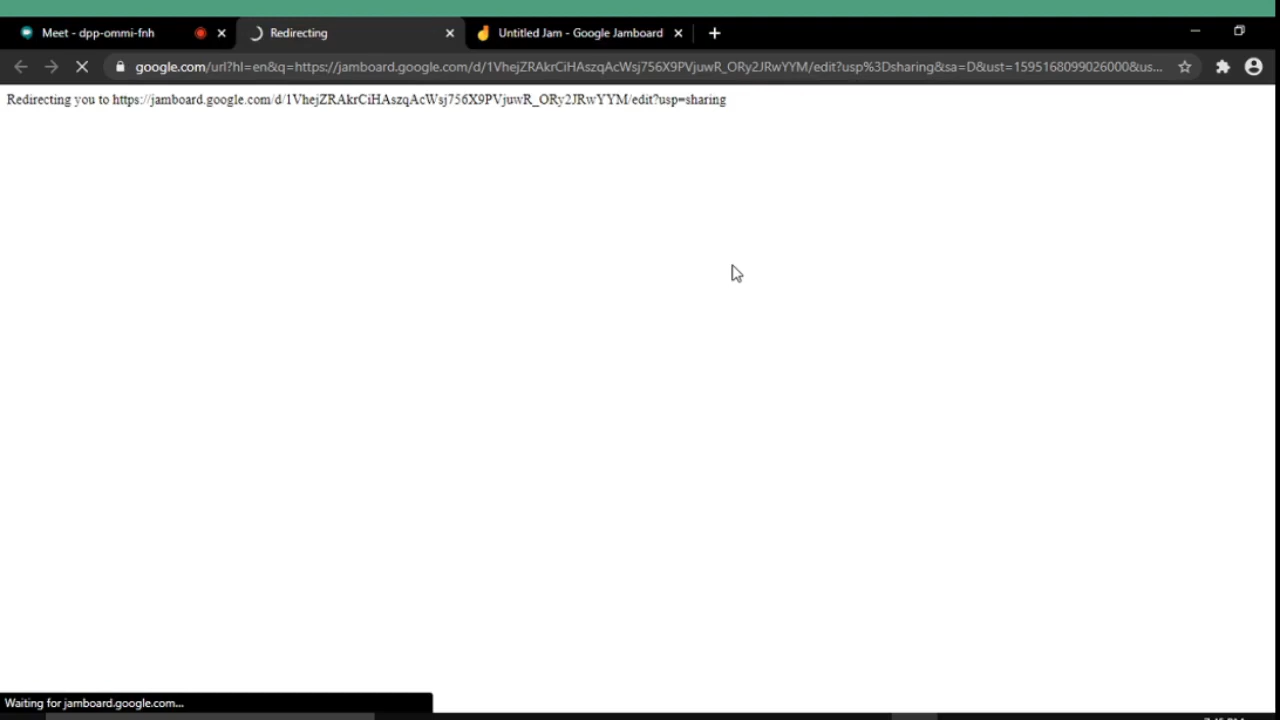 Meet - dpp-ommi-fnh
Redirecting
Untitled Jam - Google Jamboard
google.com/url?hl=en&q=https://jamboard.google.com/d/1VhejZRAkrCiHAszqAcWsj756X9PVjuwR_ORy2JRwYYM/edit?usp%3Dsharing&sa=D&ust=1595168099026000&us...
Redirecting you to https://jamboard.google.com/d/1VhejZRAkrCiHAszqAcWsj756X9PVjuwR_ORy2JRwYYM/edit?usp=sharing
Waiting for jamboard.google.com...